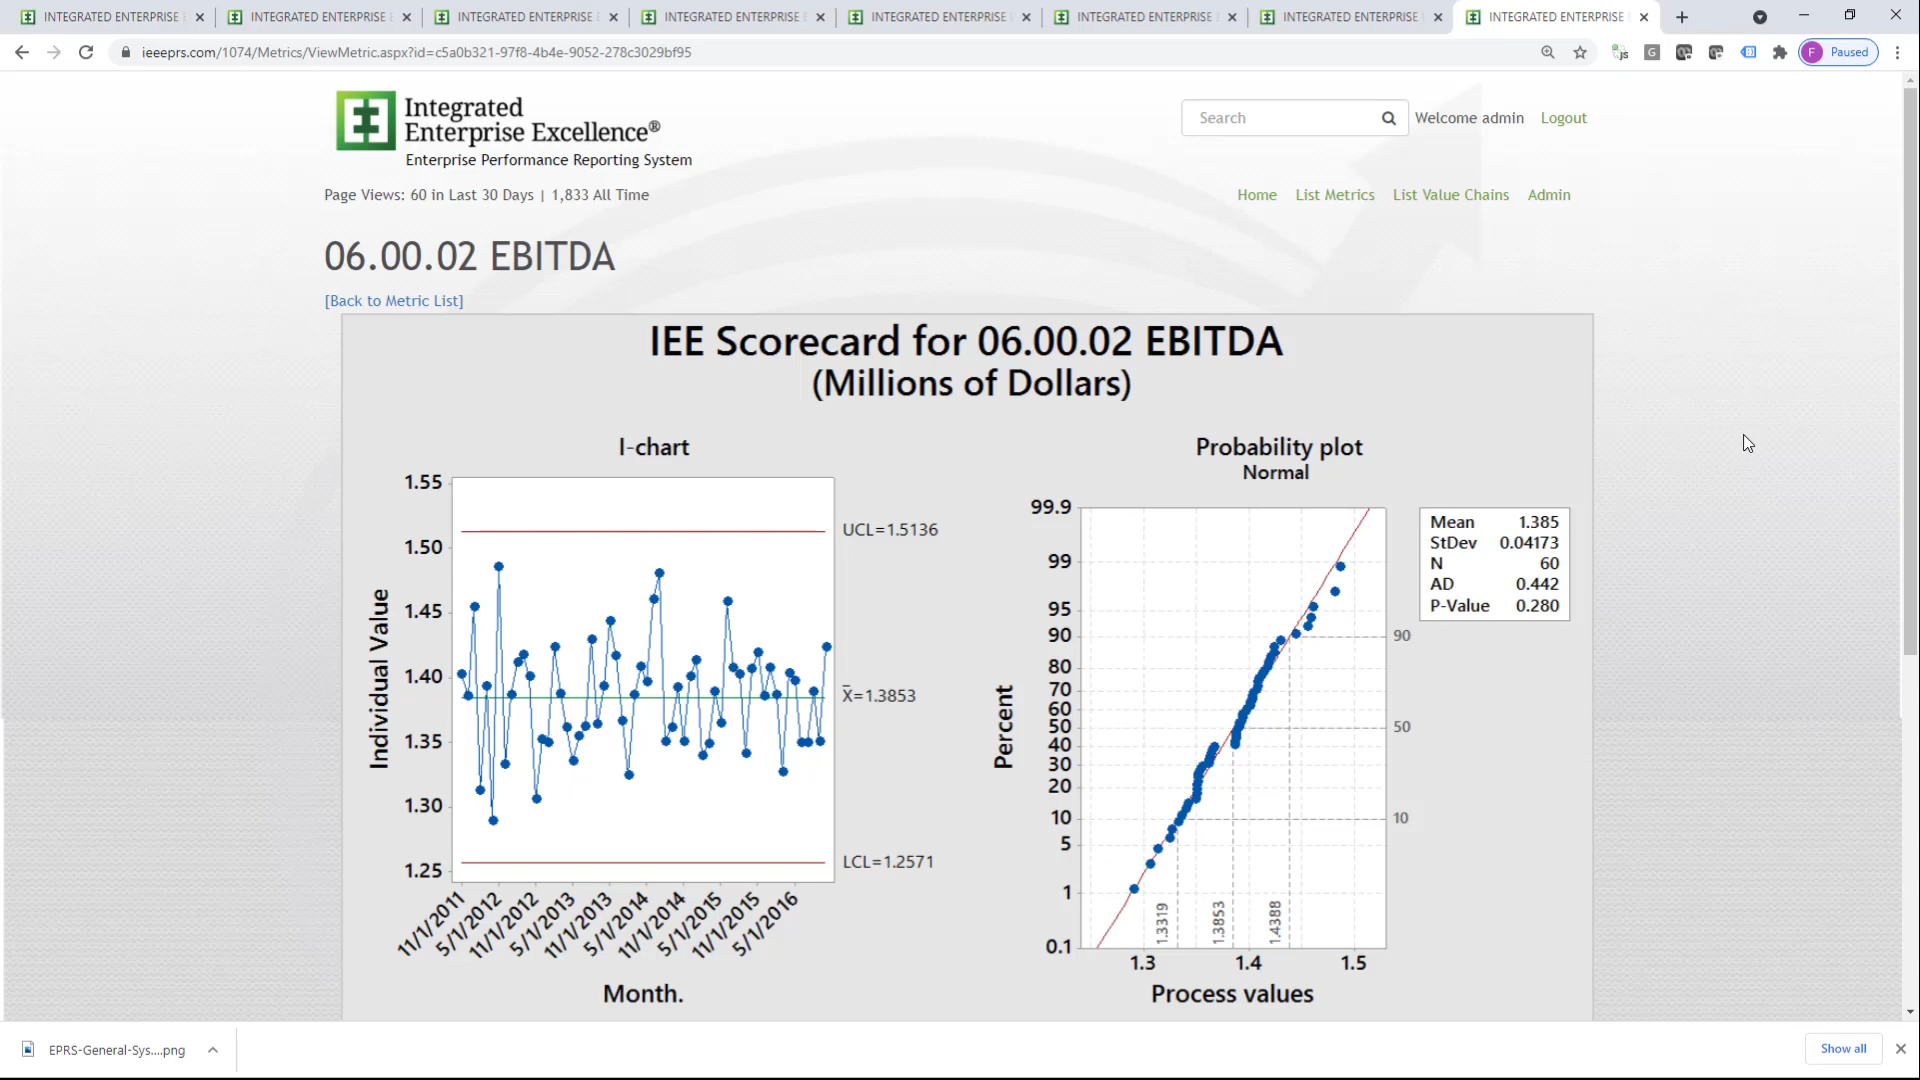 INTEGRATED ENTERPRISE E
INTEGRATED ENTERPRISE E
INTEGRATED ENTERPRISE E
INTEGRATED ENTERPRISE E
INTEGRATED ENTERPRISE
INTEGRATED ENTERPRISE E
INTEGRATED ENTERPRISE
INTEGRATED ENTERPRISE
ieeeprs.com/1074/Metrics/ViewMetric.aspx?id=c5a0b321-97f8-4b4e-9052-278c3029bf95
F Paused
Integrated
Enterprise Excellence®
Enterprise Performance Reporting System
Search
Welcome admin Logout
Page Views: 60 in Last 30 Days | 1,833 All Time
Home List Metrics List Value Chains Admin
06.00.02 EBITDA
[Back to Metric List]
IEE Scorecard for 06.00.02 EBITDA
(Millions of Dollars)
I-chart
1.55
1.50
1.45
1.40
1.35
1.30
1.25
Individual Value
UCL=1.5136
X̄=1.3853
LCL=1.2571
11/1/2011
5/1/2012
11/1/2012
5/1/2013
11/1/2013
5/1/2014
11/1/2014
5/1/2015
11/1/2015
5/1/2016
Month.
Probability plot
Normal
99.9
99
95
90
80
70
60
50
40
30
20
10
5
1
0.1
Percent
90
50
10
1.3319
1.3853
1.4388
1.3
1.4
1.5
Process values
Mean 1.385
StDev 0.04173
N 60
AD 0.442
P-Value 0.280
EPRS-General-Sys....png
Show all